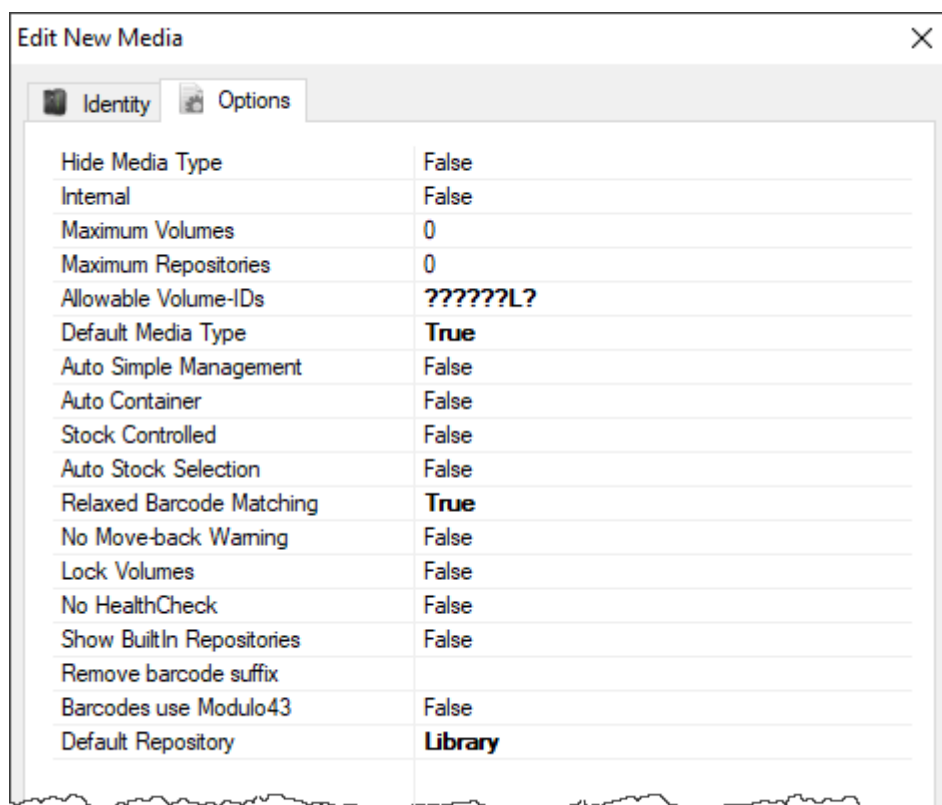 Edit New Media
Identity Options
Hide Media Type False
Internal False
Maximum Volumes 0
Maximum Repositories 0
Allowable Volume-IDs ??????L?
Default Media Type True
Auto Simple Management False
Auto Container False
Stock Controlled False
Auto Stock Selection False
Relaxed Barcode Matching True
No Move-back Warning False
Lock Volumes False
No HealthCheck False
Show BuiltIn Repositories False
Remove barcode suffix
Barcodes use Modulo43 False
Default Repository Library